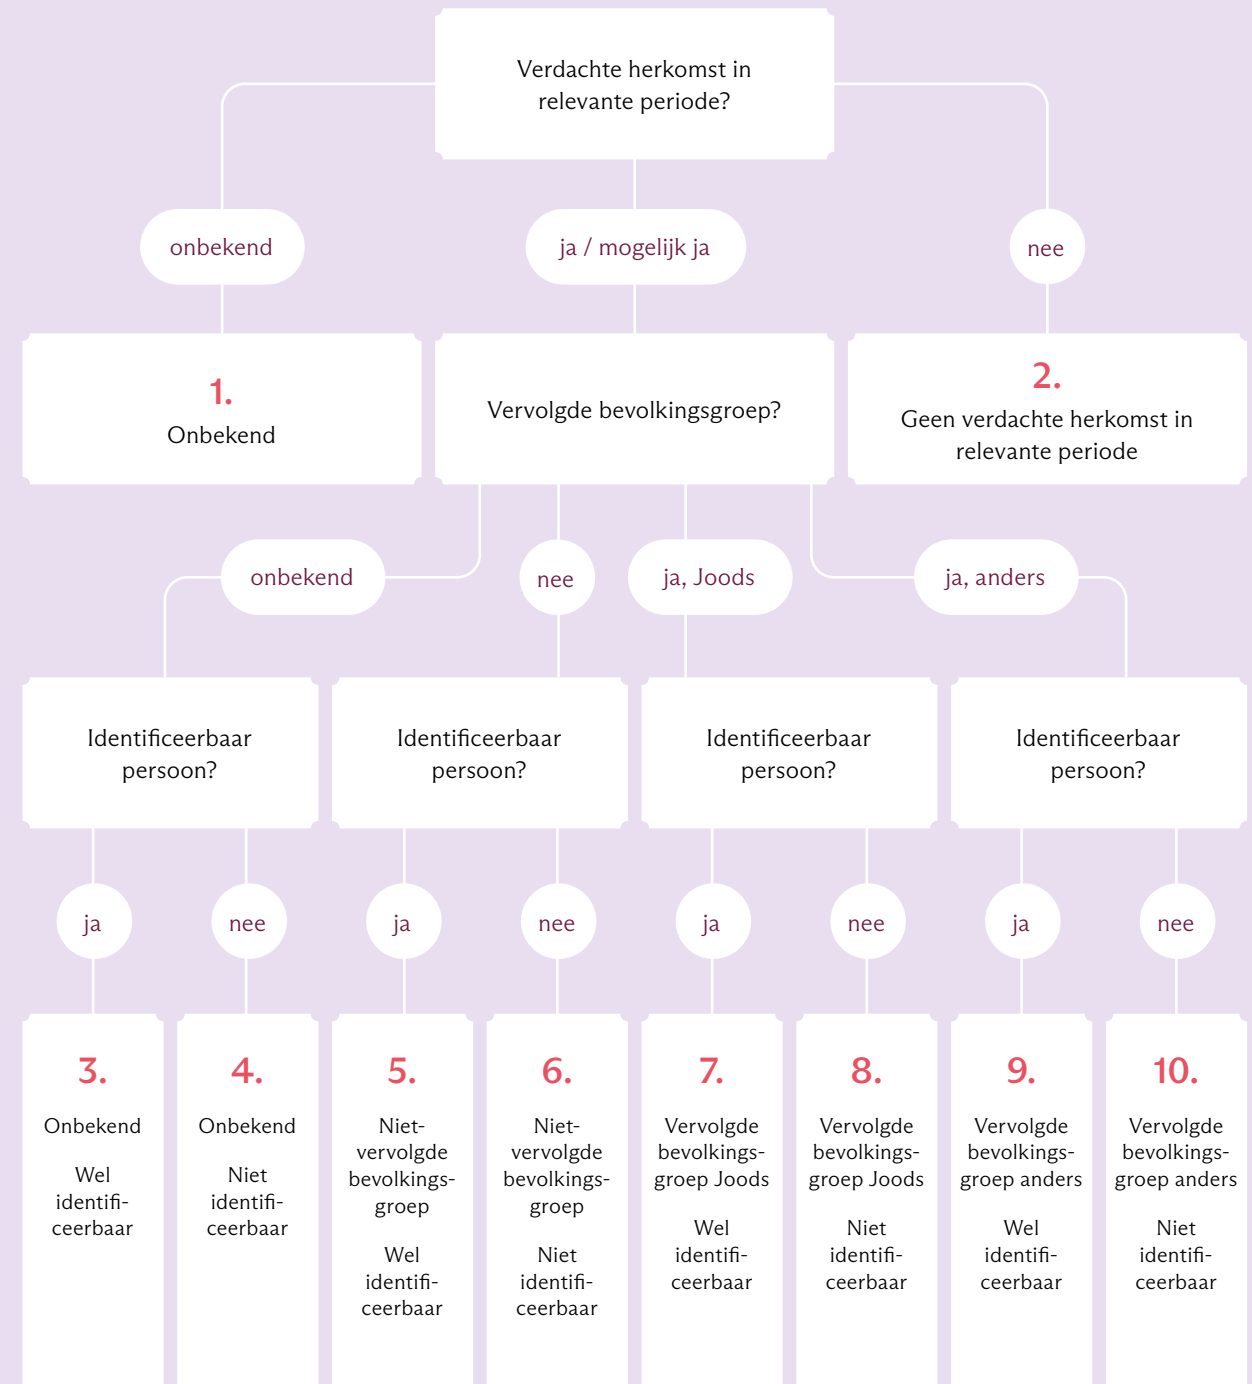 Verdachte herkomst in
relevante periode?
onbekend
ja / mogelijk ja
nee
1.
Onbekend
Vervolgde bevolkingsgroep?
2.
Geen verdachte herkomst in
relevante periode
onbekend
nee
ja, Joods
ja, anders
Identificeerbaar
persoon?
Identificeerbaar
persoon?
Identificeerbaar
persoon?
Identificeerbaar
persoon?
ja
nee
ja
nee
ja
nee
ja
nee
3.
Onbekend
Wel
identifi-
ceerbaar
4.
Onbekend
Niet
identifi-
ceerbaar
5.
Niet-
vervolgde
bevolkings-
groep
Wel
identifi-
ceerbaar
6.
Niet-
vervolgde
bevolkings-
groep
Niet
identifi-
ceerbaar
7.
Vervolgde
bevolkings-
groep Joods
Wel
identifi-
ceerbaar
8.
Vervolgde
bevolkings-
groep Joods
Niet
identifi-
ceerbaar
9.
Vervolgde
bevolkings-
groep anders
Wel
identifi-
ceerbaar
10.
Vervolgde
bevolkings-
groep anders
Niet
identifi-
ceerbaar